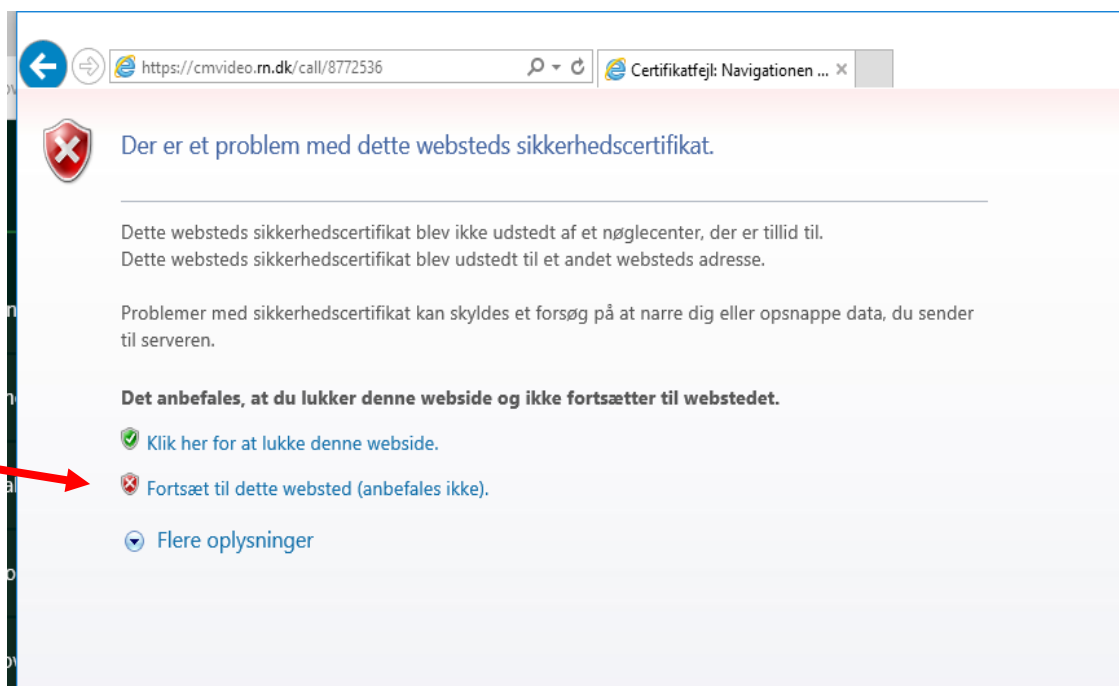 https://cmvideo.rn.dk/call/8772536
Certifikatfejl: Navigationen ...
Der er et problem med dette websteds sikkerhedscertifikat.
Dette websteds sikkerhedscertifikat blev ikke udstedt af et nøglecenter, der er tillid til.
Dette websteds sikkerhedscertifikat blev udstedt til et andet websteds adresse.
Problemer med sikkerhedscertifikat kan skyldes et forsøg på at narre dig eller opsnappe data, du sender
til serveren.
Det anbefales, at du lukker denne webside og ikke fortsætter til webstedet.
Klik her for at lukke denne webside.
Fortsæt til dette websted (anbefales ikke).
Flere oplysninger